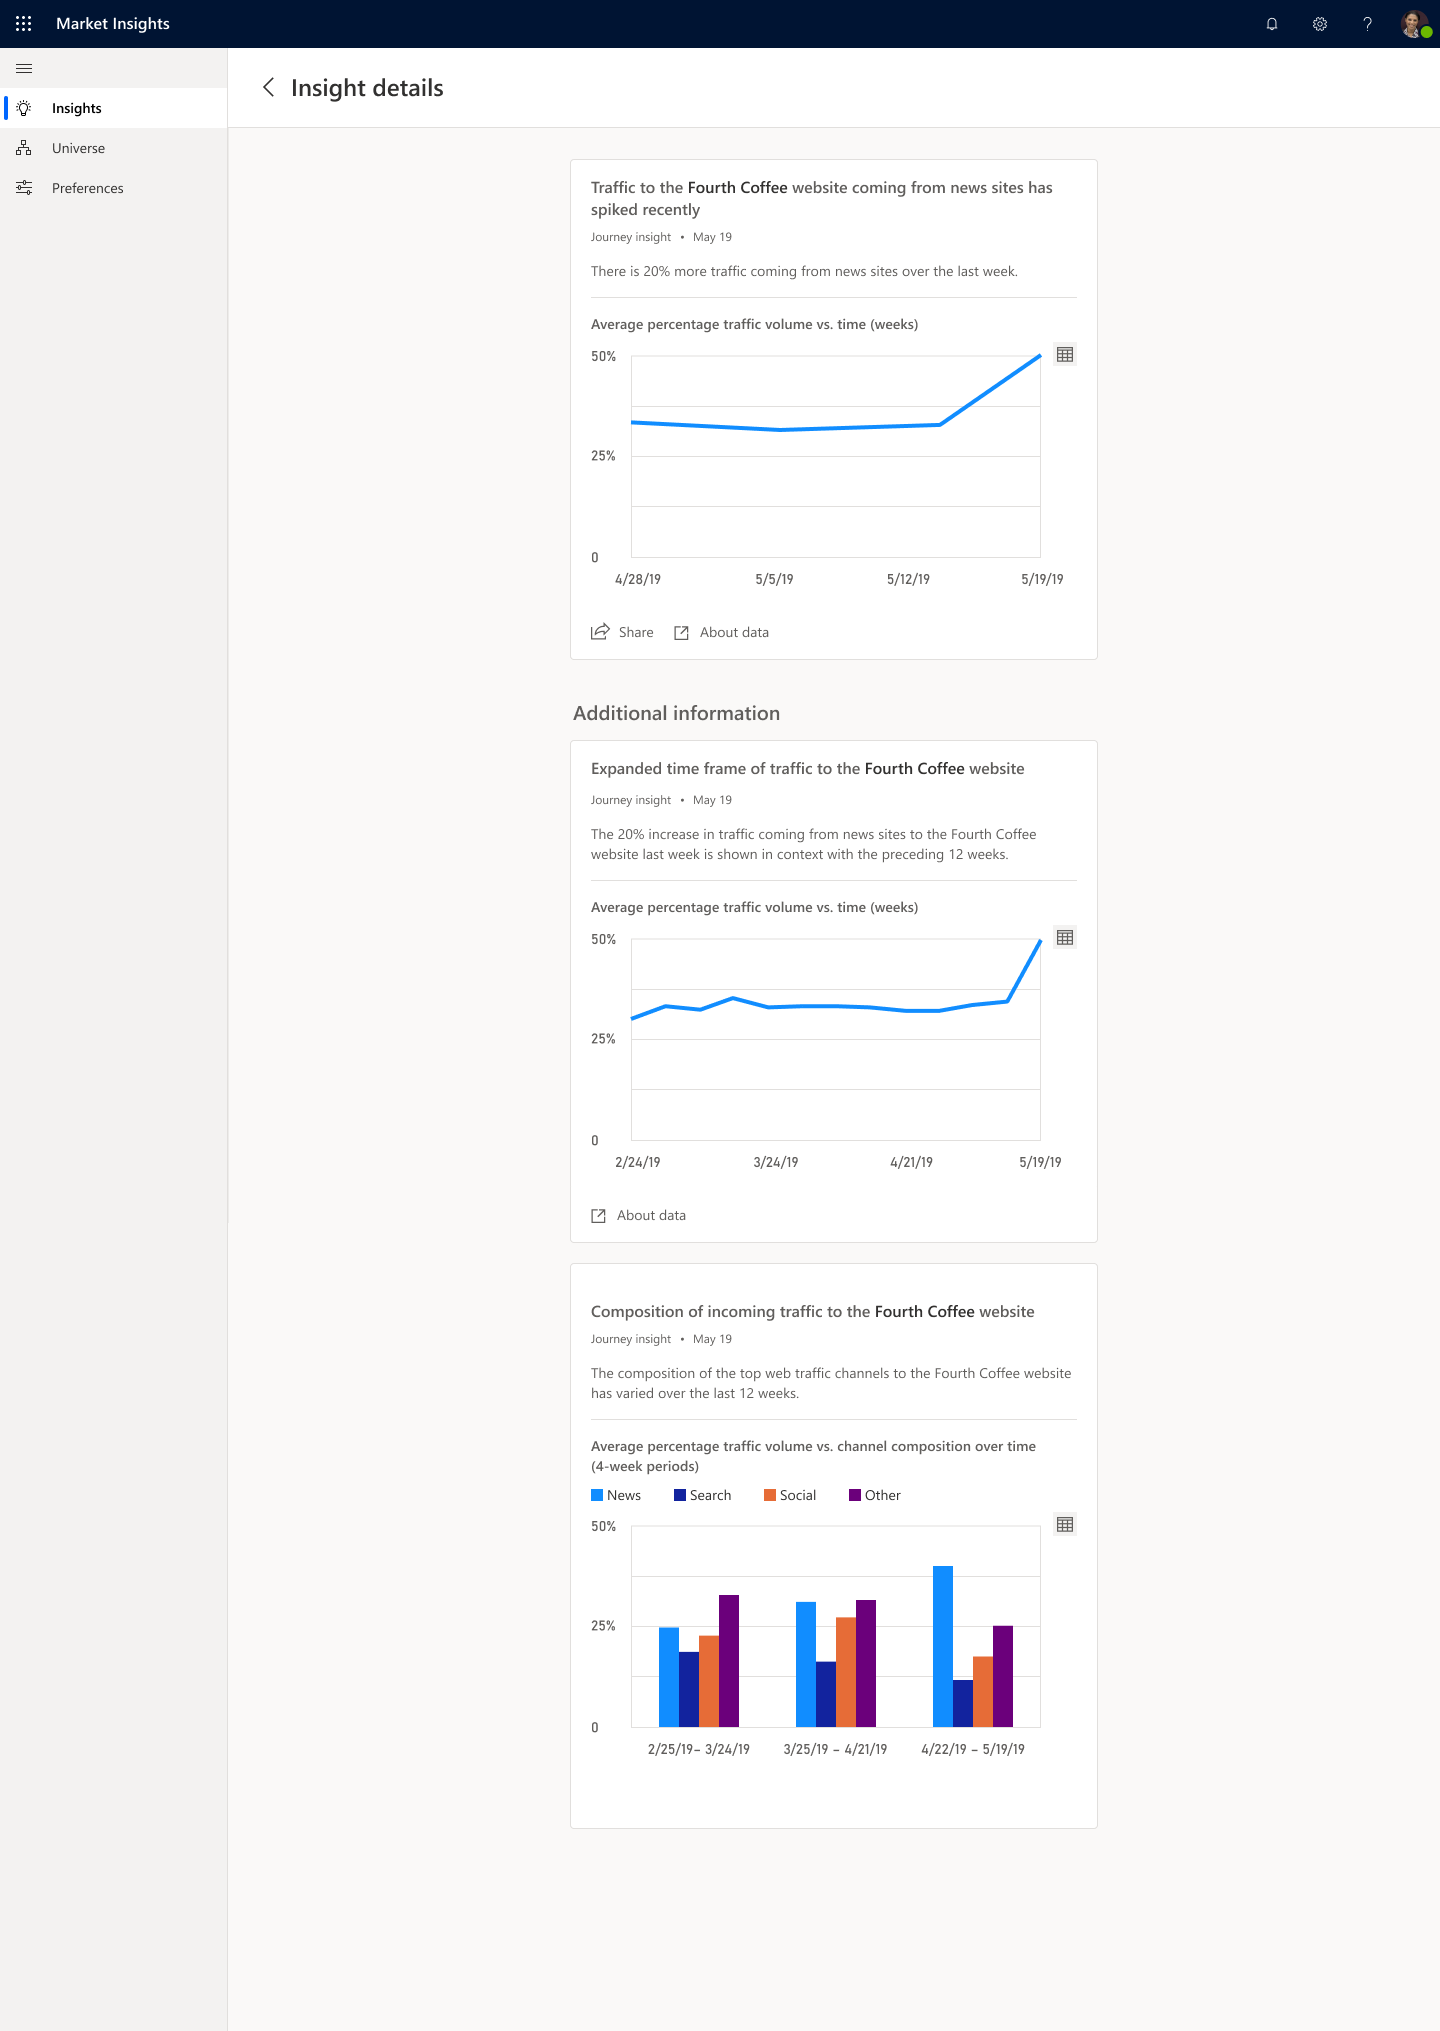 Market Insights
Insights
Universe
Preferences
Insight details
Traffic to the Fourth Coffee website coming from news sites has
spiked recently
Journey insight • May 19
There is 20% more traffic coming from news sites over the last week.
Average percentage traffic volume vs. time (weeks)
50%
25%
0
4/28/19 5/5/19 5/12/19 5/19/19
Share About data
Additional information
Expanded time frame of traffic to the Fourth Coffee website
Journey insight • May 19
The 20% increase in traffic coming from news sites to the Fourth Coffee
website last week is shown in context with the preceding 12 weeks.
Average percentage traffic volume vs. time (weeks)
50%
25%
0
2/24/19 3/24/19 4/21/19 5/19/19
About data
Composition of incoming traffic to the Fourth Coffee website
Journey insight • May 19
The composition of the top web traffic channels to the Fourth Coffee website
has varied over the last 12 weeks.
Average percentage traffic volume vs. channel composition over time
(4-week periods)
News Search Social Other
50%
25%
0
2/25/19– 3/24/19 3/25/19 – 4/21/19 4/22/19 – 5/19/19